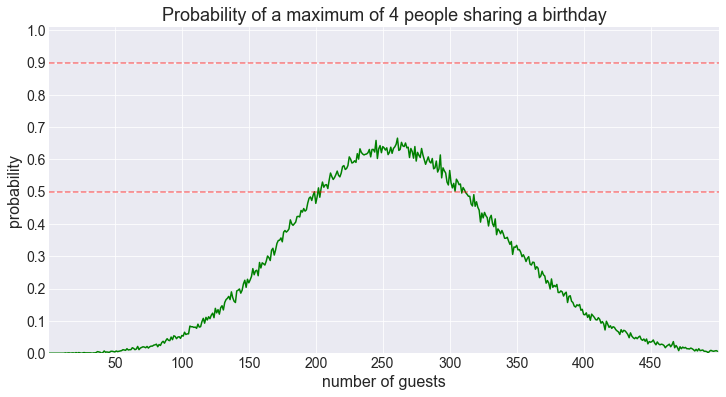 Probability of a maximum of 4 people sharing a birthday
1.0
0.9
0.8
0.7
0.6
0.5
0.4
0.3
0.2
0.1
0.0
probability
50 100 150 200 250 300 350 400 450
number of guests